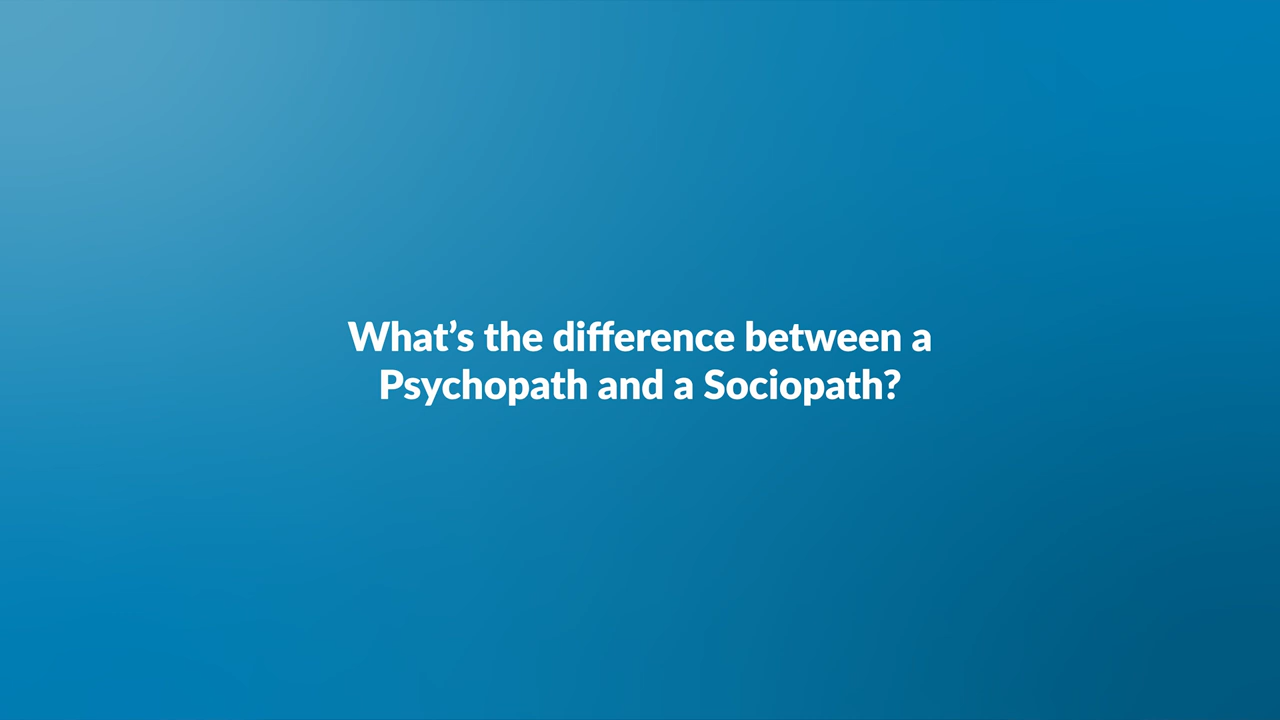 What’s the difference between a
Psychopath and a Sociopath?